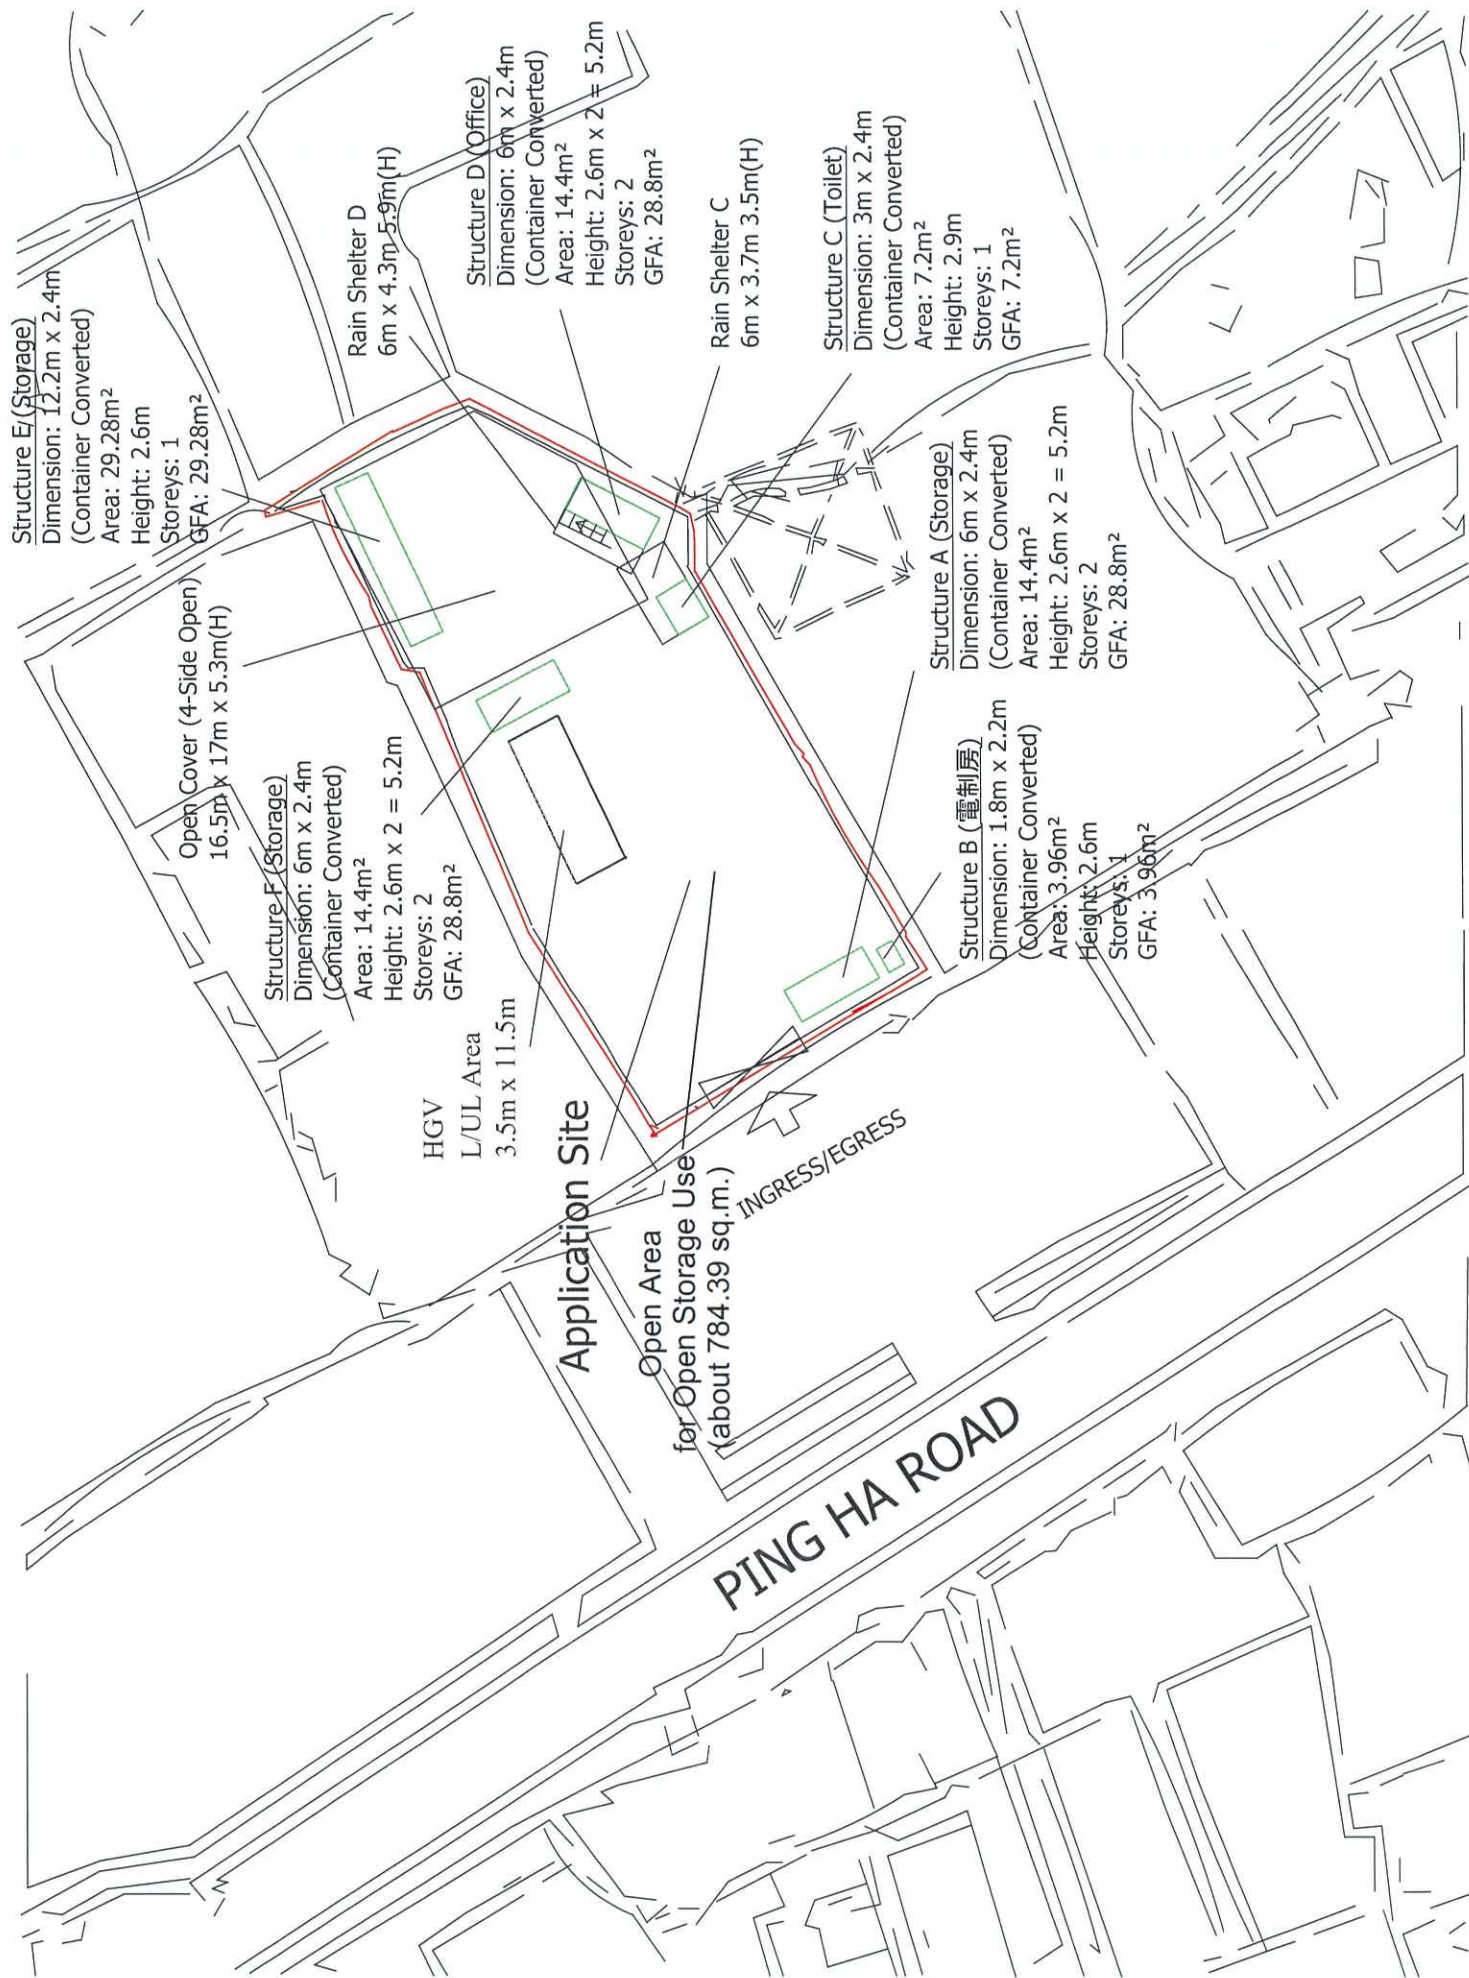 Structure E (Storage)
Dimension: 12.2m x 2.4m
(Container Converted)
Area: 29.28m²
Height: 2.6m
Storeys: 1
GFA: 29.28m²
Open Cover (4-Side Open)
16.5m x 17m x 5.3m(H)
Structure F (Storage)
Dimension: 6m x 2.4m
(Container Converted)
Area: 14.4m²
Height: 2.6m x 2 = 5.2m
Storeys: 2
GFA: 28.8m²
HGV
L/UL Area
3.5m x 11.5m
Rain Shelter D
6m x 4.3m 5.9m(H)
Structure D (Office)
Dimension: 6m x 2.4m
(Container Converted)
Area: 14.4m²
Height: 2.6m x 2 = 5.2m
Storeys: 2
GFA: 28.8m²
Rain Shelter C
6m x 3.7m 3.5m(H)
Structure C (Toilet)
Dimension: 3m x 2.4m
(Container Converted)
Area: 7.2m²
Height: 2.9m
Storeys: 1
GFA: 7.2m²
Structure A (Storage)
Dimension: 6m x 2.4m
(Container Converted)
Area: 14.4m²
Height: 2.6m x 2 = 5.2m
Storeys: 2
GFA: 28.8m²
Structure B (電制房)
Dimension: 1.8m x 2.2m
(Container Converted)
Area: 3.96m²
Height: 2.6m
Storeys: 1
GFA: 3.96m²
Application Site
Open Area
for Open Storage Use
(about 784.39 sq.m.)
INGRESS/EGRESS
PING HA ROAD